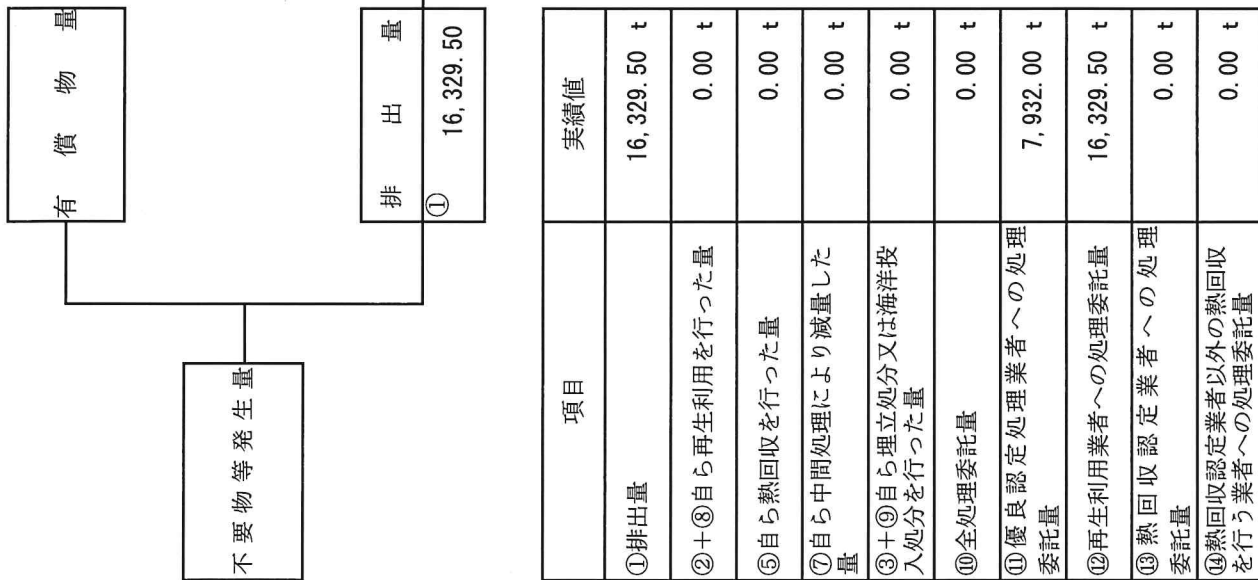 不要物等発生量
有償物量
排出量
①
16,329.50
項目
実績値
①排出量
16,329.50 t
②+⑧自ら再生利用を行った量
0.00 t
⑤自ら熱回収を行った量
0.00 t
⑦自ら中間処理により減量した
量
0.00 t
③+⑨自ら埋立処分又は海洋投
入処分を行った量
0.00 t
⑩全処理委託量
0.00 t
⑪優良認定処理業者への処理
委託量
7,932.00 t
⑫再生利用業者への処理委託量
16,329.50 t
⑬熱回収認定業者への処理
委託量
0.00 t
⑭熱回収認定業者以外の熱回収
を行う業者への処理委託量
0.00 t